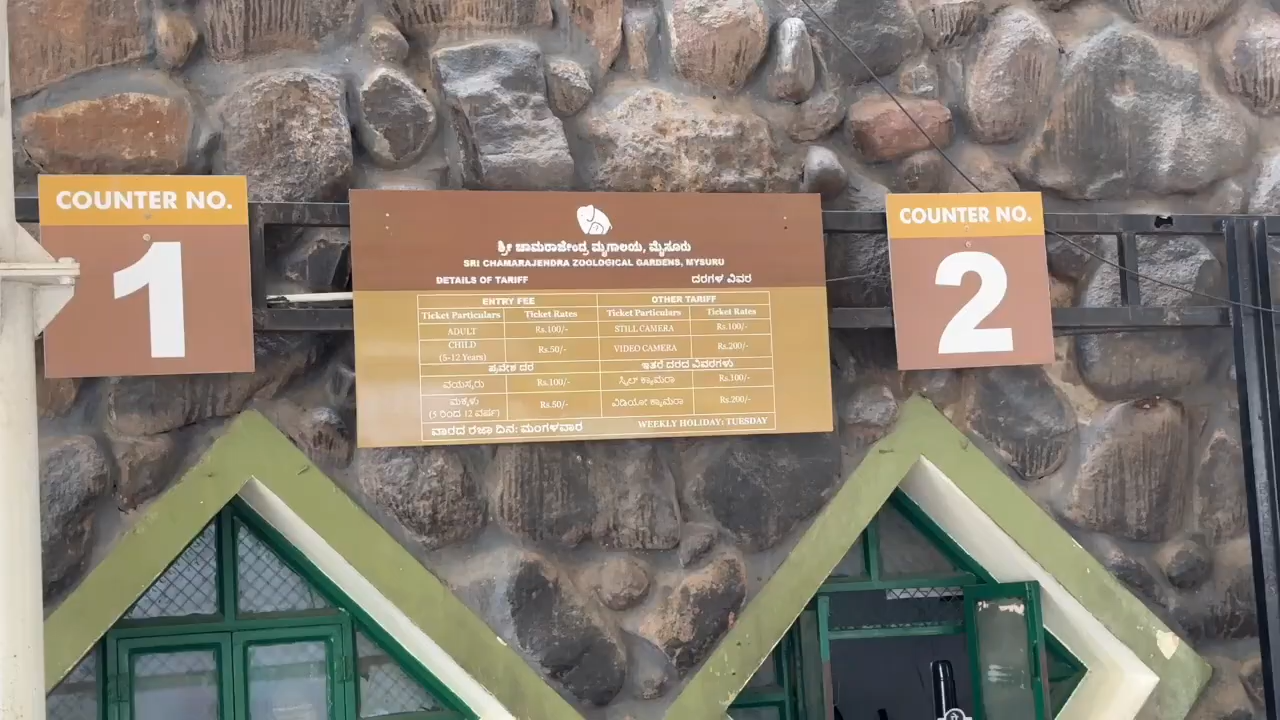 COUNTER NO.
1
ಶ್ರೀ ಚಾಮರಾಜೇಂದ್ರ ಮೃಗಾಲಯ, ಮೈಸೂರು
SRI CHAMARAJENDRA ZOOLOGICAL GARDENS, MYSURU
DETAILS OF TARIFF ದರಗಳ ವಿವರ
ENTRY FEE OTHER TARIFF
Ticket Particulars Ticket Rates Ticket Particulars Ticket Rates
ADULT Rs.100/- STILL CAMERA Rs.100/-
CHILD
(5-12 Years) Rs.50/- VIDEO CAMERA Rs.200/-
ಪ್ರವೇಶ ದರ ಇತರೆ ದರದ ವಿವರಗಳು
ವಯಸ್ಕರು Rs.100/- ಸ್ಟಿಲ್ ಕ್ಯಾಮೆರಾ Rs.100/-
ಮಕ್ಕಳು
(5 ರಿಂದ 12 ವರ್ಷ) Rs.50/- ವಿಡಿಯೋ ಕ್ಯಾಮೆರಾ Rs.200/-
ವಾರದ ರಜಾ ದಿನ: ಮಂಗಳವಾರ WEEKLY HOLIDAY: TUESDAY
COUNTER NO.
2